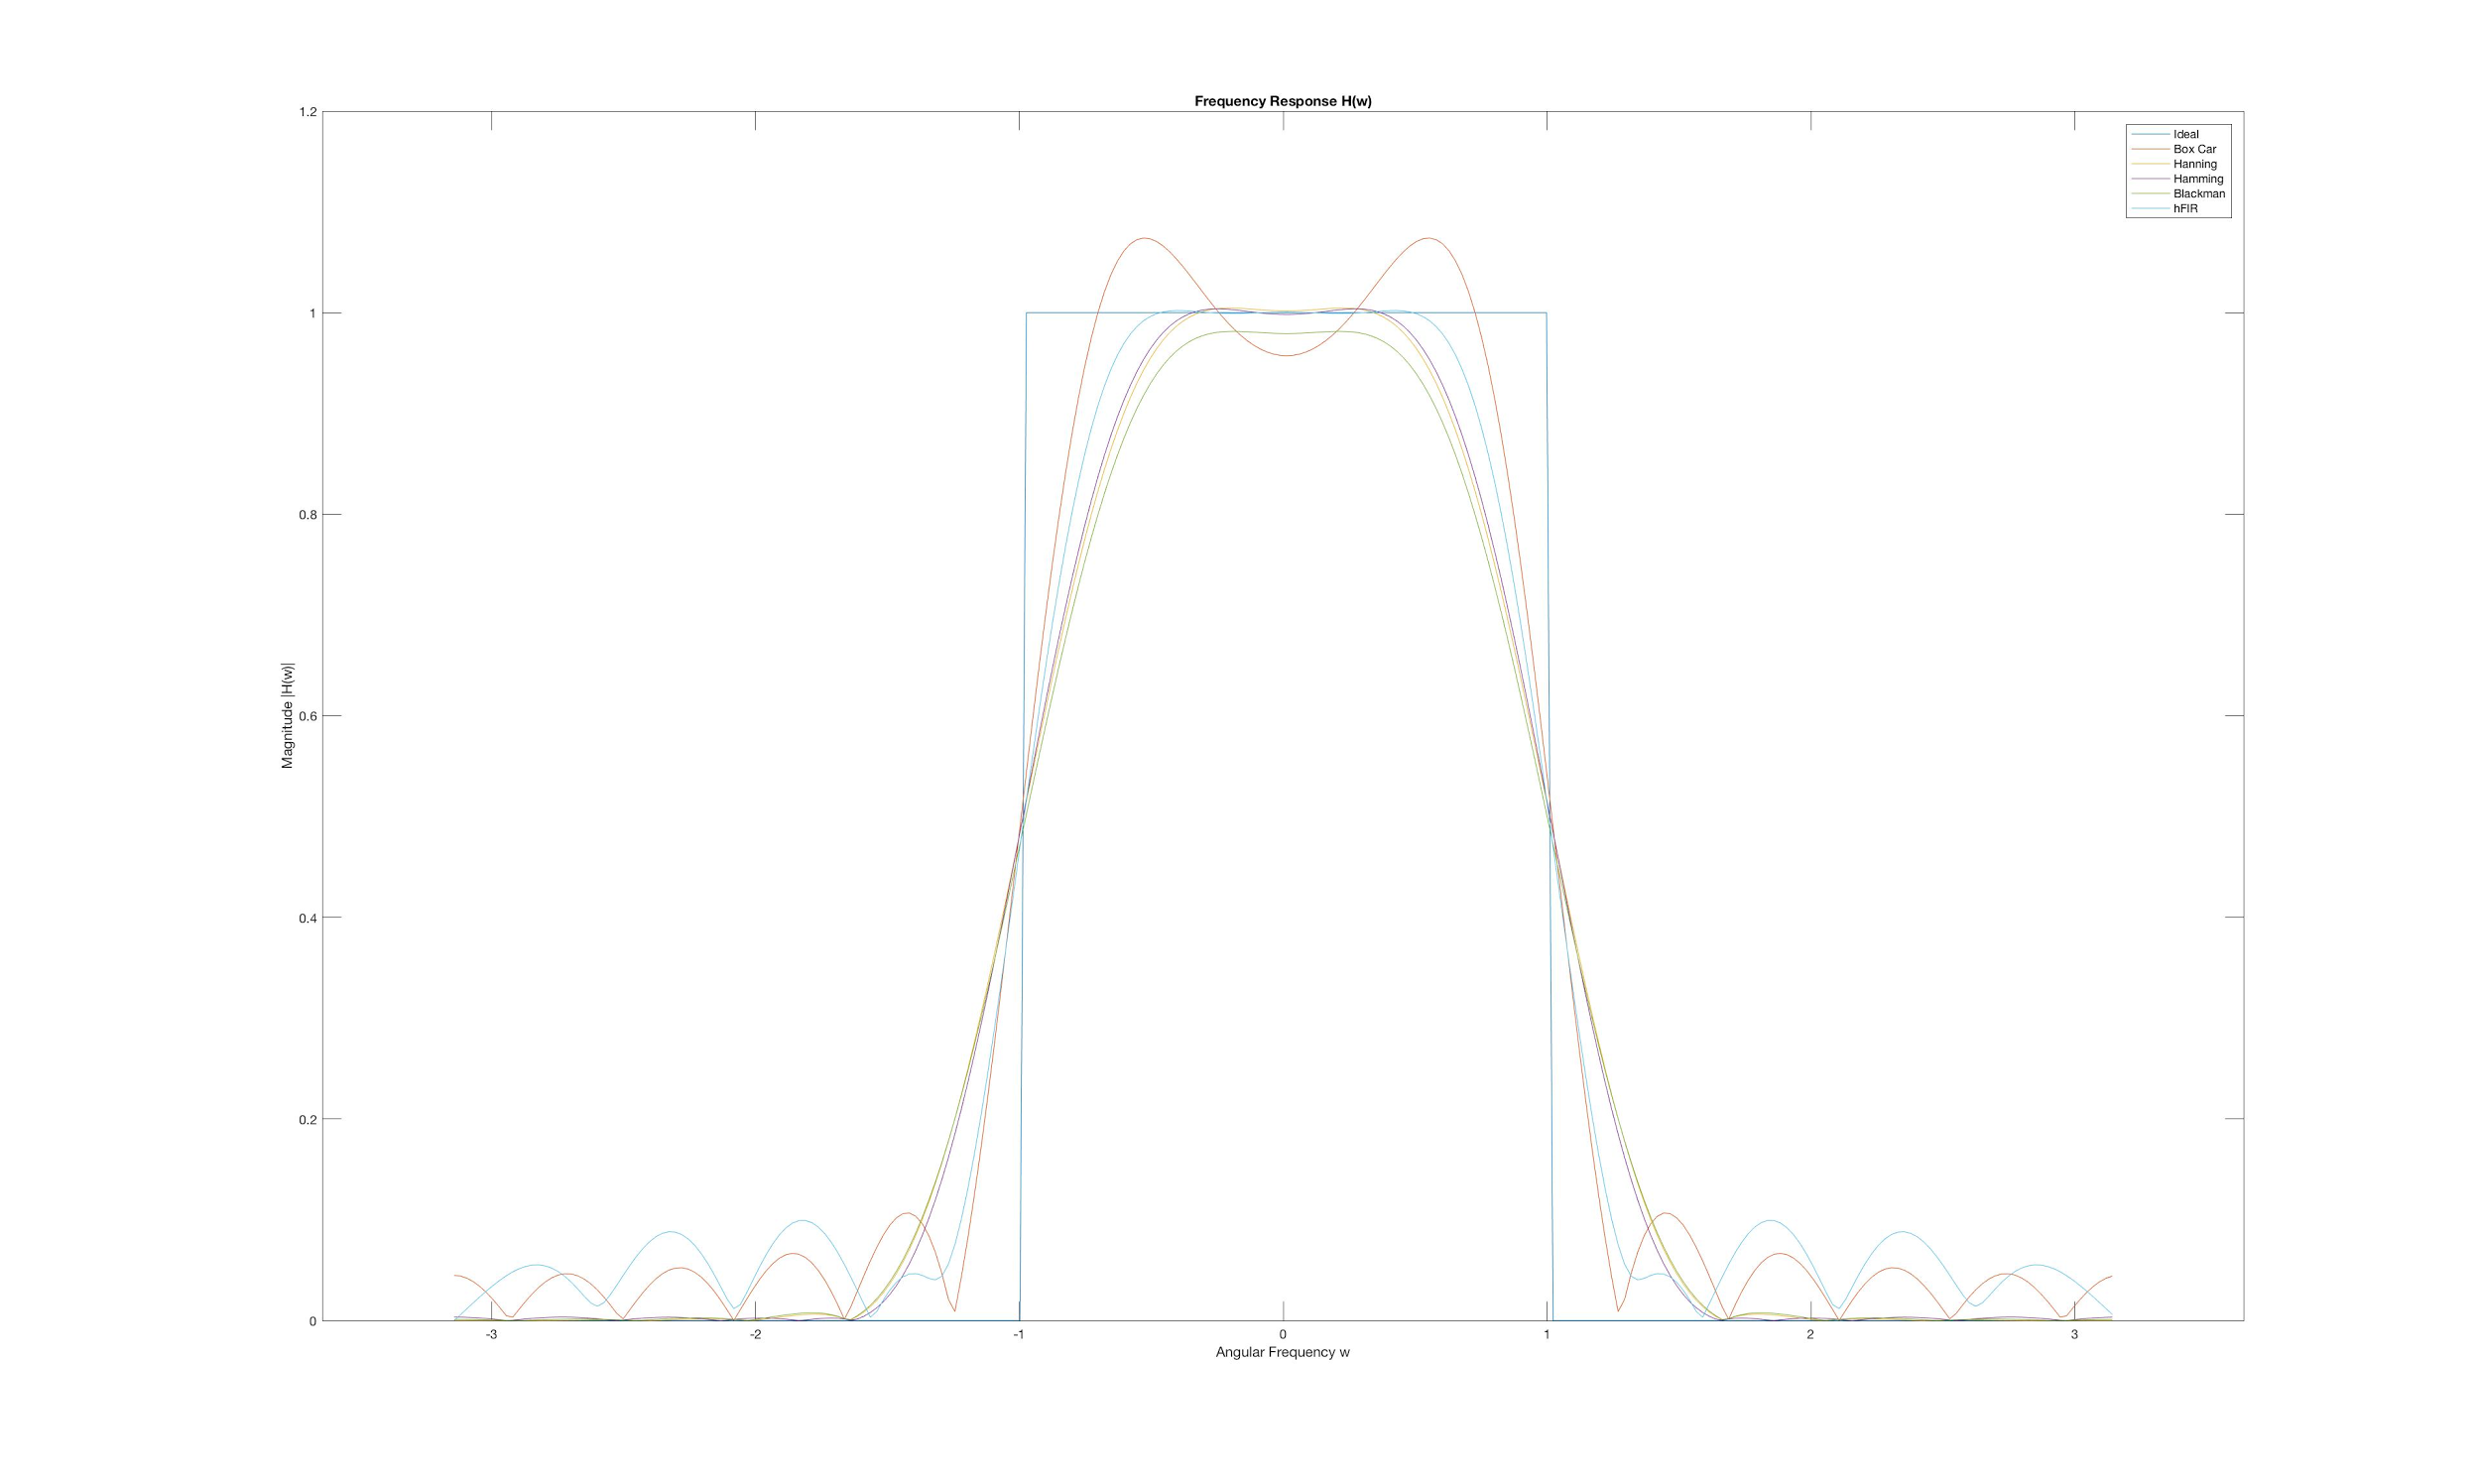 Frequency Response H(w)
1.2
1
0.8
0.6
0.4
0.2
0
Magnitude |H(w)|
Ideal
Box Car
Hanning
Hamming
Blackman
hFIR
-3 -2 -1 0 1 2 3
Angular Frequency w